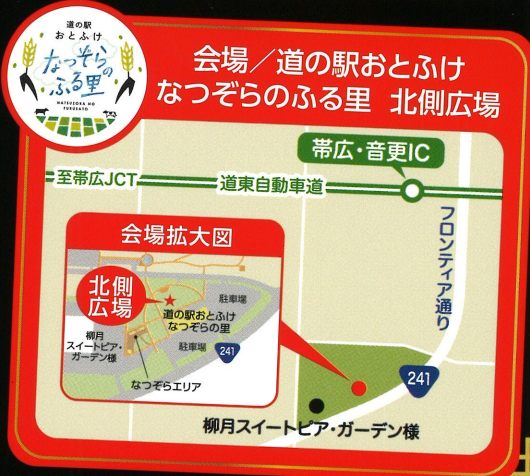 道の駅
おとふけ
なつぞらの
ふる里
NATSUZORA NO
FURUSATO
会場／道の駅おとふけ
なつぞらのふる里 北側広場
帯広・音更IC
至帯広JCT
道東自動車道
フロンティア通り
会場拡大図
北側
広場
駐車場
道の駅おとふけ
なつぞらの里
柳月
スイートピア・
ガーデン様
駐車場
241
なつぞらエリア
241
柳月スイートピア・ガーデン様